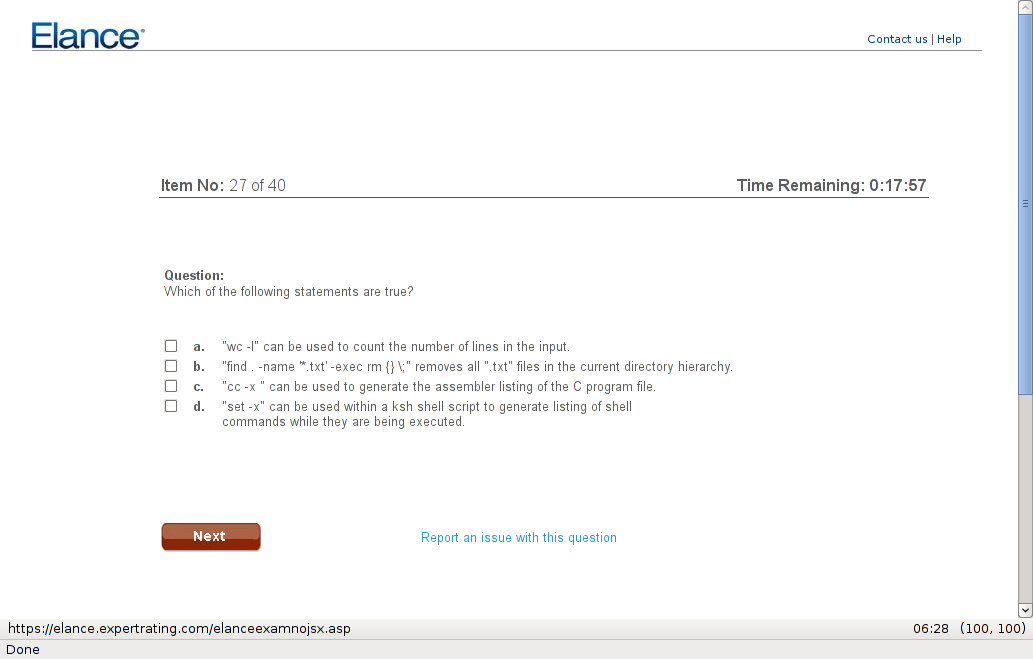 Elance®
Contact us | Help
Item No: 27 of 40
Time Remaining: 0:17:57
Question:
Which of the following statements are true?
a. "wc -l" can be used to count the number of lines in the input.
b. "find . -name '*.txt' -exec rm {} \;" removes all ".txt" files in the current directory hierarchy.
c. "cc -x " can be used to generate the assembler listing of the C program file.
d. "set -x" can be used within a ksh shell script to generate listing of shell
commands while they are being executed.
Next
Report an issue with this question
https://elance.expertrating.com/elanceexamnojsx.asp
06:28 (100, 100)
Done